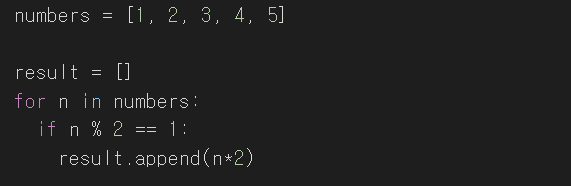 numbers = [1, 2, 3, 4, 5]

result = []
for n in numbers:
  if n % 2 == 1:
    result.append(n*2)